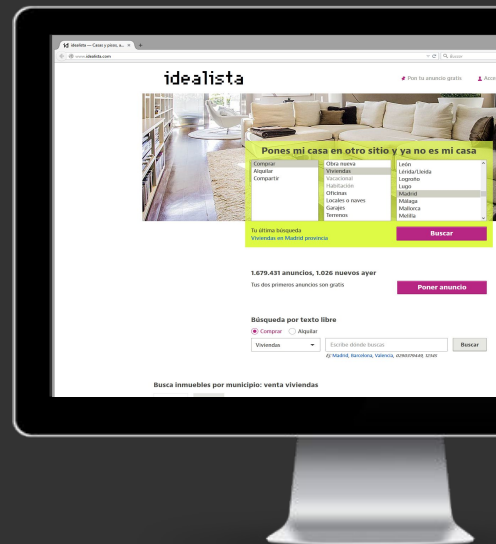 idealista — Casas y pisos, a...
www.idealista.com
Buscar
idealista
Pon tu anuncio gratis
Acce
Pones mi casa en otro sitio y ya no es mi casa
Comprar
Alquilar
Compartir
Obra nueva
Viviendas
Vacacional
Habitación
Oficinas
Locales o naves
Garajes
Terrenos
León
Lérida/Lleida
Logroño
Lugo
Madrid
Málaga
Mallorca
Melilla
Tu última búsqueda
Viviendas en Madrid provincia
Buscar
1.679.431 anuncios, 1.026 nuevos ayer
Tus dos primeros anuncios son gratis
Poner anuncio
Búsqueda por texto libre
Comprar Alquilar
Viviendas
Escribe dónde buscas
Buscar
Ej: Madrid, Barcelona, Valencia,
Busca inmuebles por municipio: venta viviendas